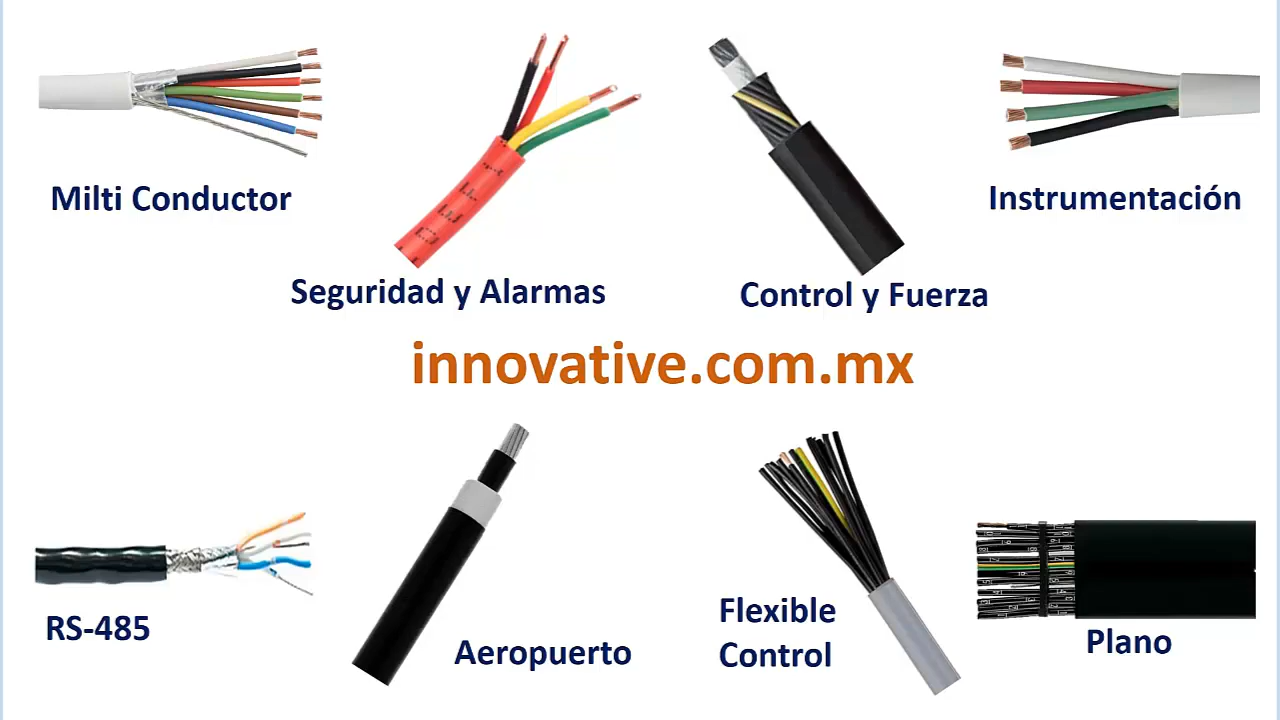 Milti Conductor
Instrumentación
Seguridad y Alarmas
Control y Fuerza
innovative.com.mx
RS-485
Aeropuerto
Flexible
Control
Plano